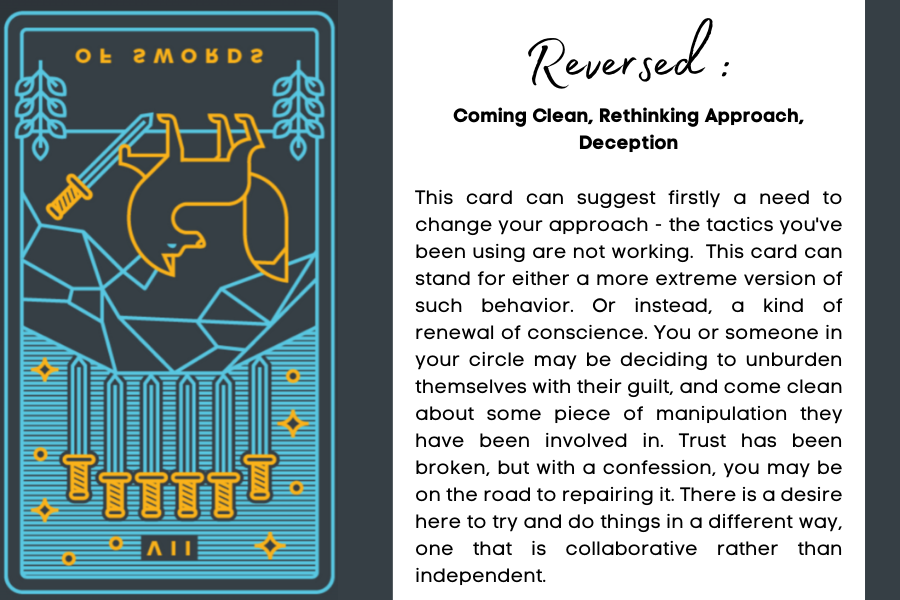 OF SWORDS
VII
Reversed :
Coming Clean, Rethinking Approach,
Deception
This card can suggest firstly a need to
change your approach - the tactics you've
been using are not working. This card can
stand for either a more extreme version of
such behavior. Or instead, a kind of
renewal of conscience. You or someone in
your circle may be deciding to unburden
themselves with their guilt, and come clean
about some piece of manipulation they
have been involved in. Trust has been
broken, but with a confession, you may be
on the road to repairing it. There is a desire
here to try and do things in a different way,
one that is collaborative rather than
independent.